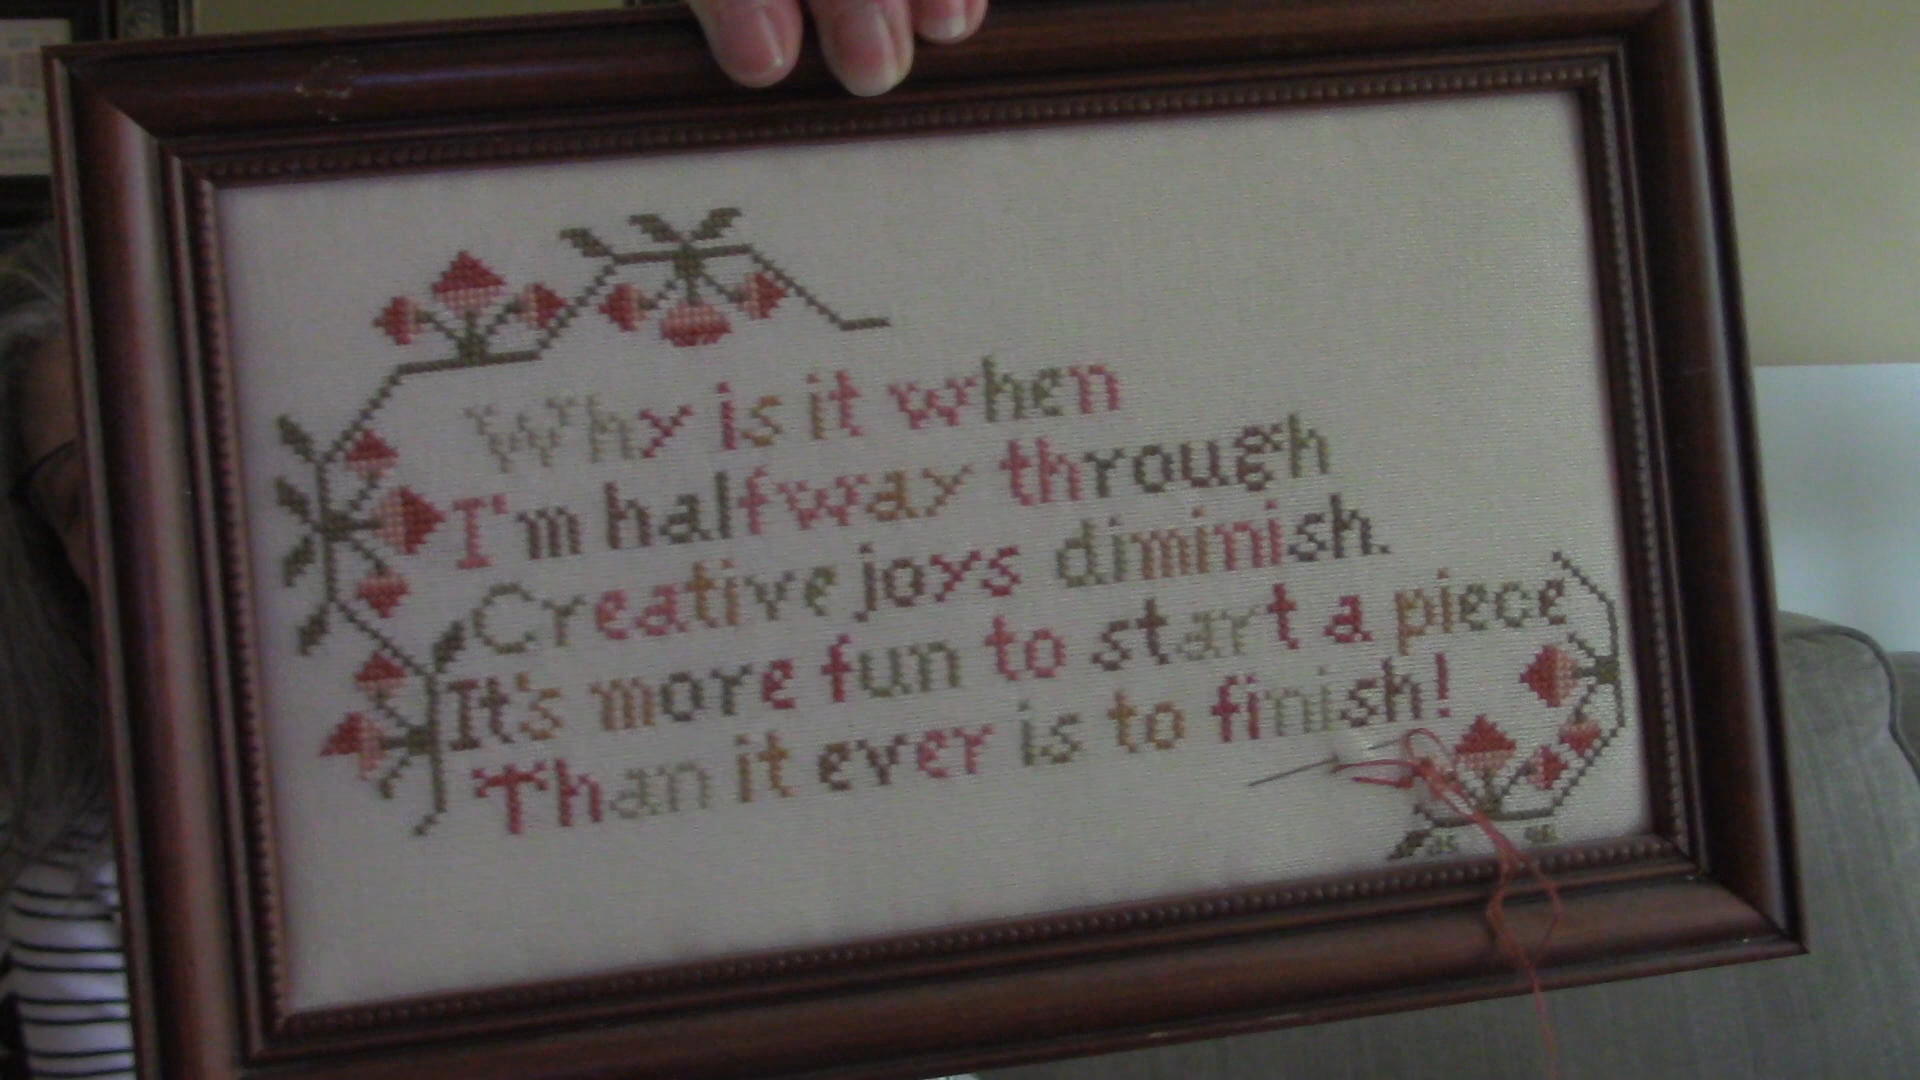 Why is it when
I'm halfway through
Creative joys diminish.
It's more fun to start a piece
Than it ever is to finish!